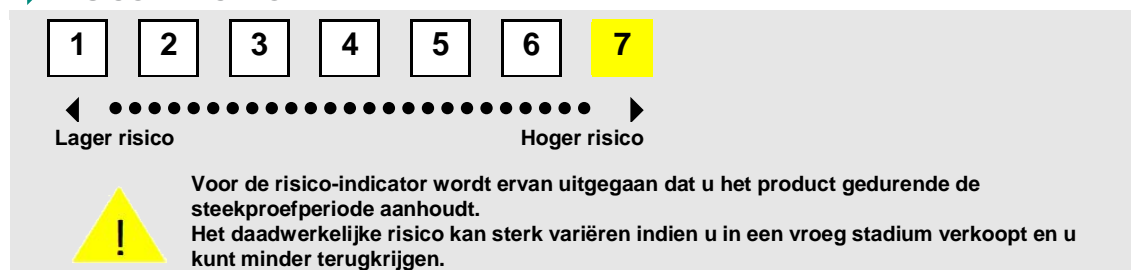 1 2 3 4 5 6 7
Lager risico Hoger risico
!
Voor de risico-indicator wordt ervan uitgegaan dat u het product gedurende de
steekproefperiode aanhoudt.
Het daadwerkelijke risico kan sterk variëren indien u in een vroeg stadium verkoopt en u
kunt minder terugkrijgen.